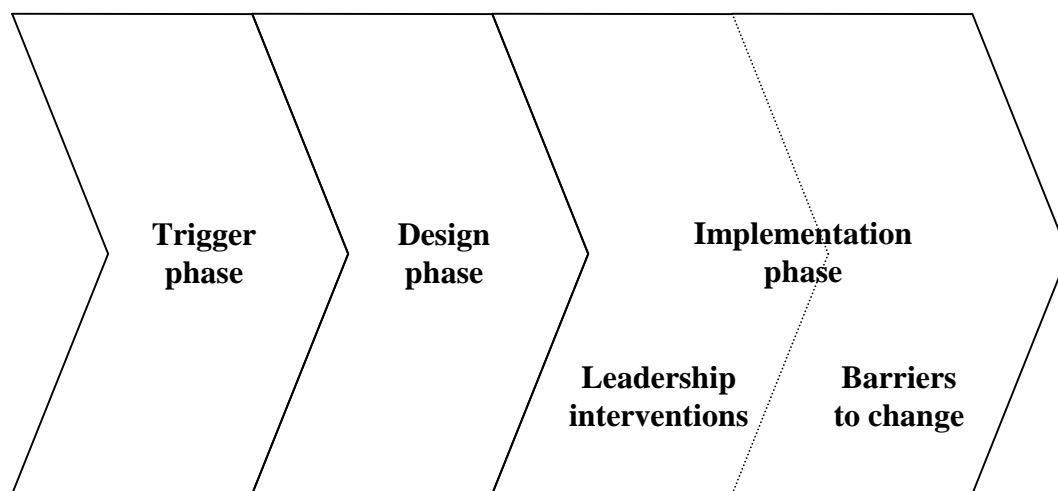 Trigger
phase
Design
phase
Implementation
phase
Leadership
interventions
Barriers
to change